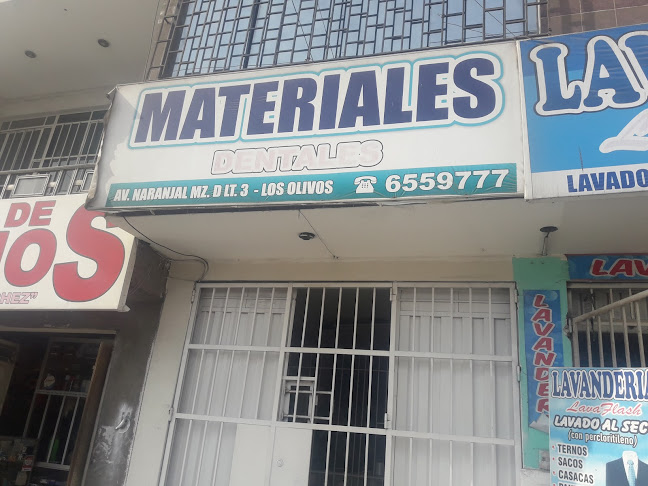 MATERIALES
DENTALES
AV. NARANJAL MZ. D LT. 3 - LOS OLIVOS ☎ 6559777
DE
LAVADO
LAVANDER
LAVANDERIA
LavaFlash
LAVADO AL SEC
(con percloritileno)
• TERNOS
• SACOS
• CASACAS